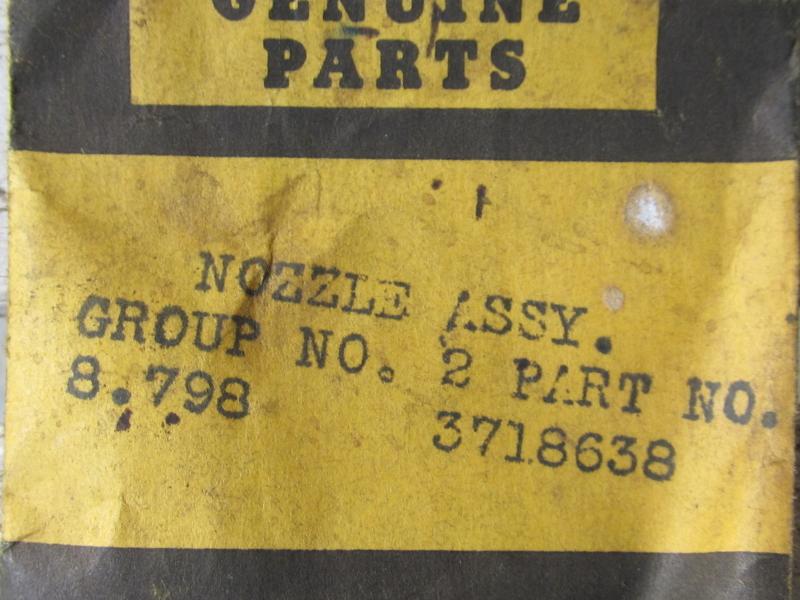 GENUINE
PARTS
NOZZLE ASSY.
GROUP NO. 2 PART NO.
8.798 3718638